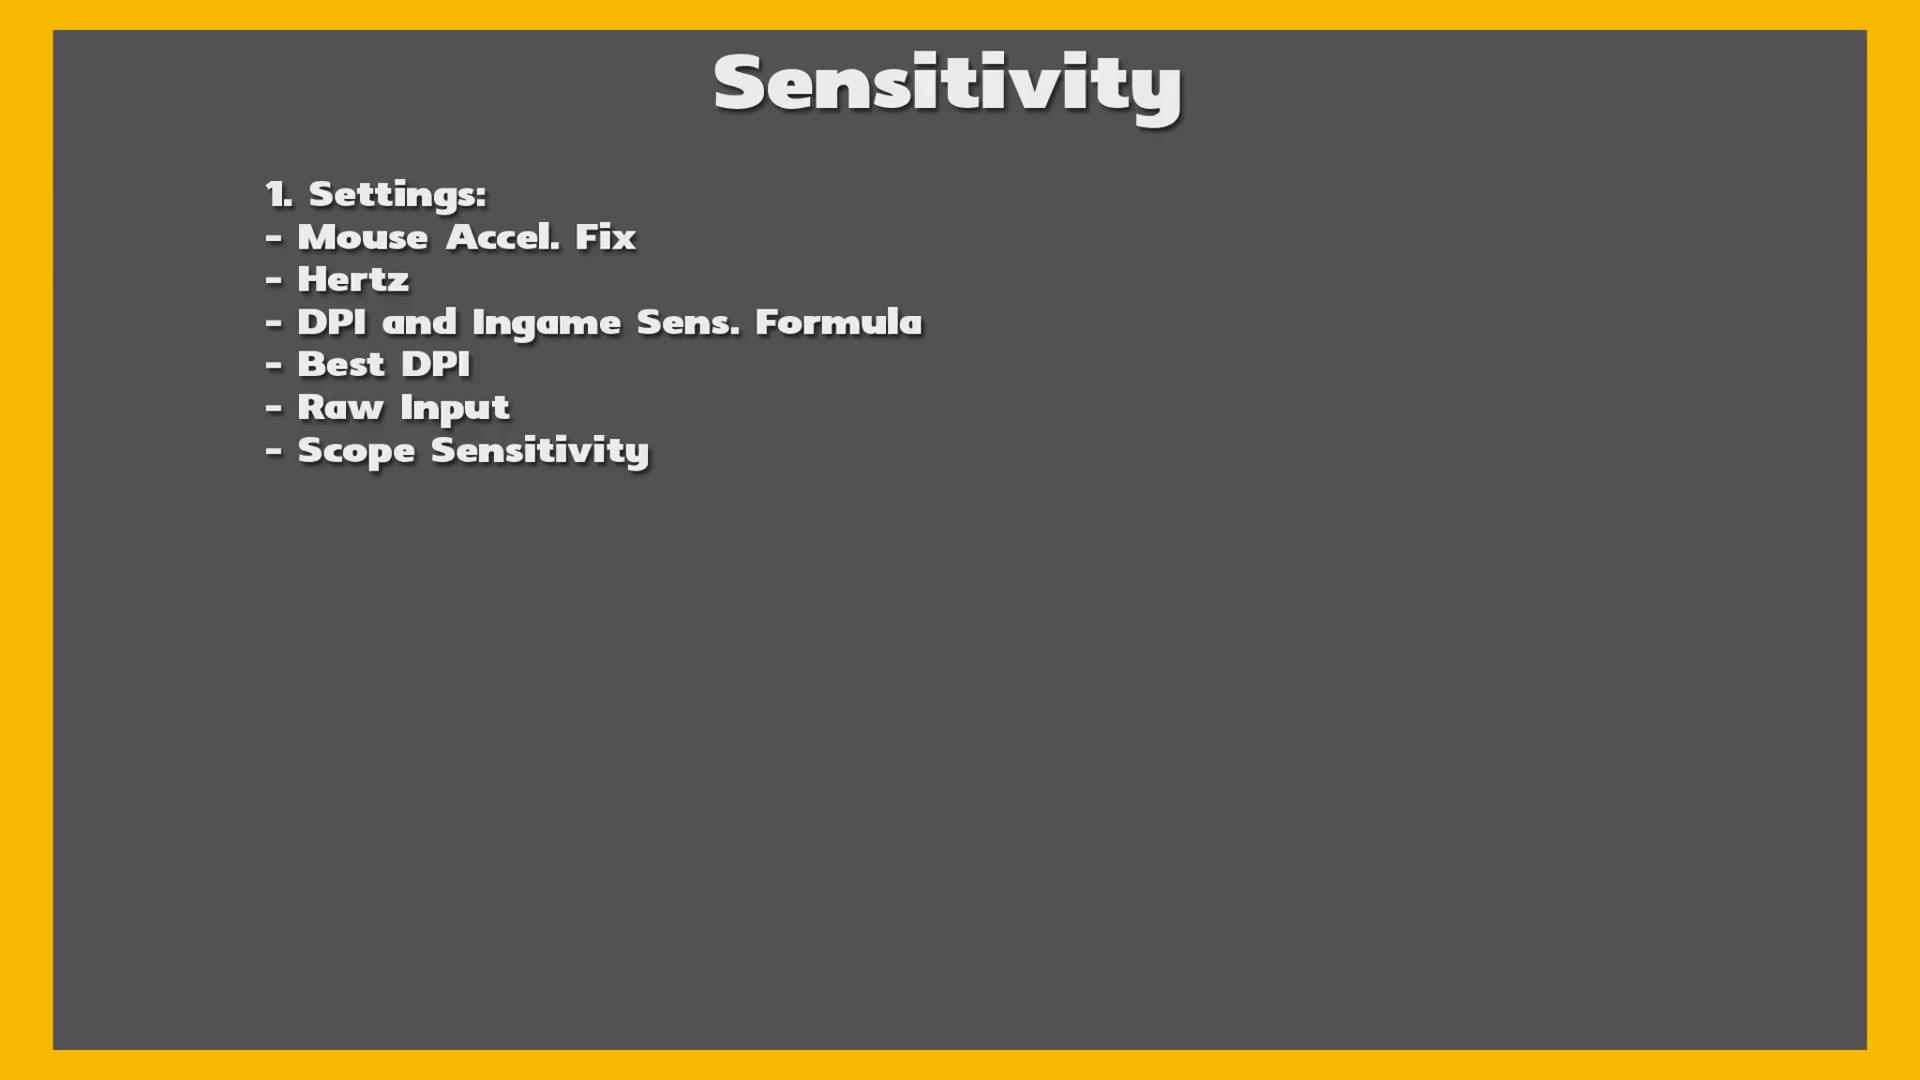 Sensitivity
1. Settings:
- Mouse Accel. Fix
- Hertz
- DPI and Ingame Sens. Formula
- Best DPI
- Raw Input
- Scope Sensitivity